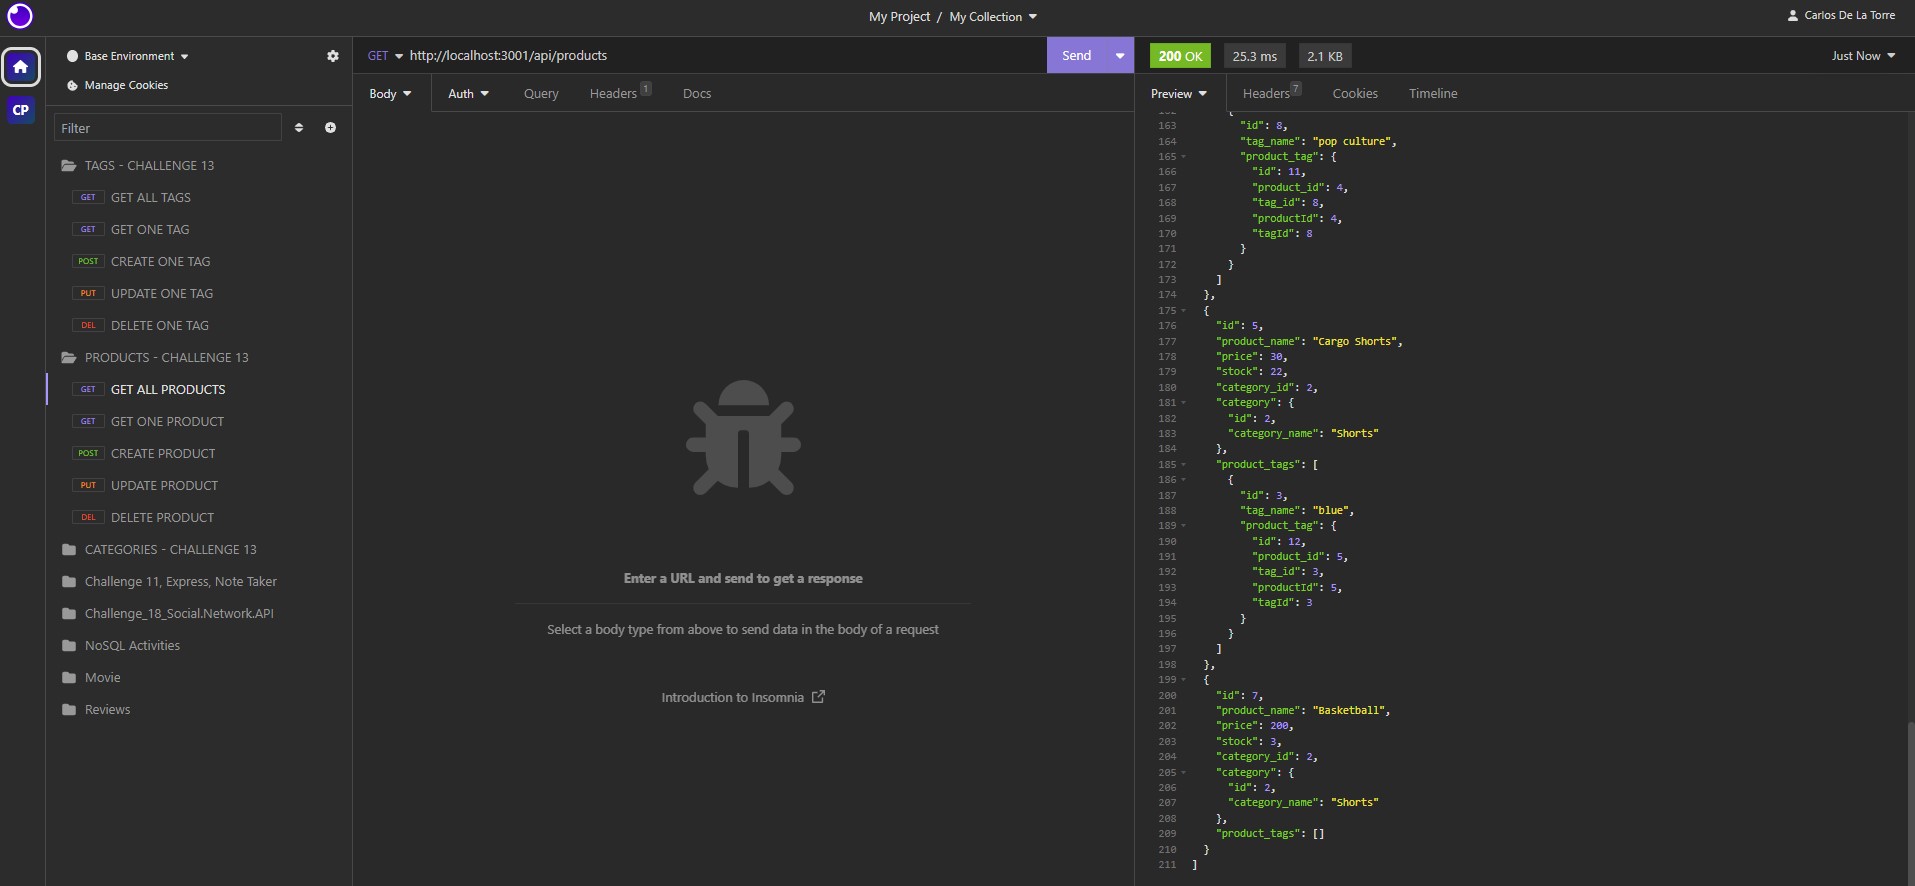 My Project / My Collection
Carlos De La Torre
CP
Base Environment
Manage Cookies
Filter
TAGS - CHALLENGE 13
GET GET ALL TAGS
GET GET ONE TAG
POST CREATE ONE TAG
PUT UPDATE ONE TAG
DEL DELETE ONE TAG
PRODUCTS - CHALLENGE 13
GET GET ALL PRODUCTS
GET GET ONE PRODUCT
POST CREATE PRODUCT
PUT UPDATE PRODUCT
DEL DELETE PRODUCT
CATEGORIES - CHALLENGE 13
Challenge 11, Express, Note Taker
Challenge_18_Social.Network.API
NoSQL Activities
Movie
Reviews
GET http://localhost:3001/api/products Send
Body Auth Query Headers 1 Docs
Enter a URL and send to get a response
Select a body type from above to send data in the body of a request
Introduction to Insomnia
200 OK 25.3 ms 2.1 KB Just Now
Preview Headers 7 Cookies Timeline
162 {
163 "id": 8,
164 "tag_name": "pop culture",
165 "product_tag": {
166 "id": 11,
167 "product_id": 4,
168 "tag_id": 8,
169 "productId": 4,
170 "tagId": 8
171 }
172 }
173 ]
174 },
175 {
176 "id": 5,
177 "product_name": "Cargo Shorts",
178 "price": 30,
179 "stock": 22,
180 "category_id": 2,
181 "category": {
182 "id": 2,
183 "category_name": "Shorts"
184 },
185 "product_tags": [
186 {
187 "id": 3,
188 "tag_name": "blue",
189 "product_tag": {
190 "id": 12,
191 "product_id": 5,
192 "tag_id": 3,
193 "productId": 5,
194 "tagId": 3
195 }
196 }
197 ]
198 },
199 {
200 "id": 7,
201 "product_name": "Basketball",
202 "price": 200,
203 "stock": 3,
204 "category_id": 2,
205 "category": {
206 "id": 2,
207 "category_name": "Shorts"
208 },
209 "product_tags": []
210 }
211 ]